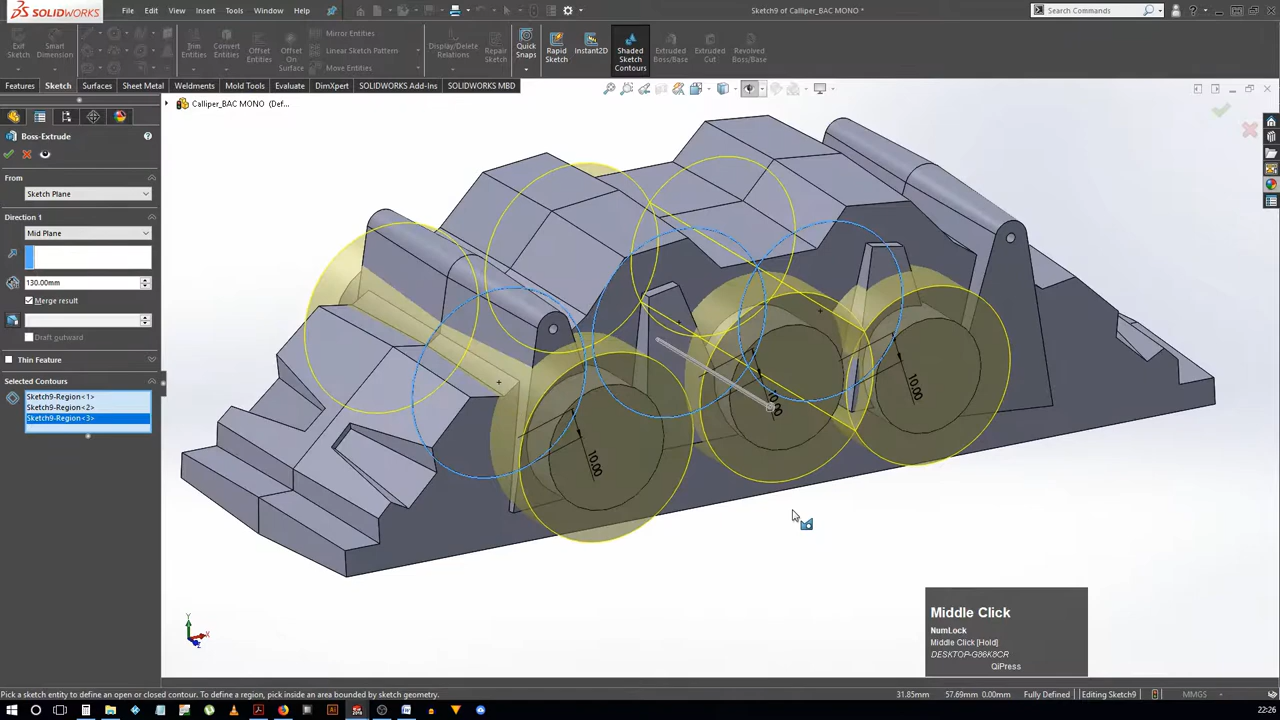 SOLIDWORKS File Edit View Insert Tools Window Help Sketch9 of Calliper_BAC MONO * Search Commands
Exit Sketch Smart Dimension Trim Entities Convert Entities Offset Entities Offset On Surface Mirror Entities Linear Sketch Pattern Move Entities Display/Delete Relations Repair Sketch Quick Snaps Rapid Sketch Instant2D Shaded Sketch Contours Extruded Boss/Base Extruded Cut Revolved Boss/Base
Features Sketch Surfaces Sheet Metal Weldments Mold Tools Evaluate DimXpert SOLIDWORKS Add-Ins SOLIDWORKS MBD
Calliper_BAC MONO (Def...
Boss-Extrude
From
Sketch Plane
Direction 1
Mid Plane
130.00mm
Merge result
Draft outward
Thin Feature
Selected Contours
Sketch9-Region<1>
Sketch9-Region<2>
Sketch9-Region<3>
10.00
10.00
10.00
Middle Click
NumLock
Middle Click [Hold]
DESKTOP-G86K8CR
QiPress
Y
X
Z
Pick a sketch entity to define an open or closed contour. To define a region, pick inside an area bounded by sketch geometry. 31.85mm 57.69mm 0.00mm Fully Defined Editing Sketch9 MMGS
22:26